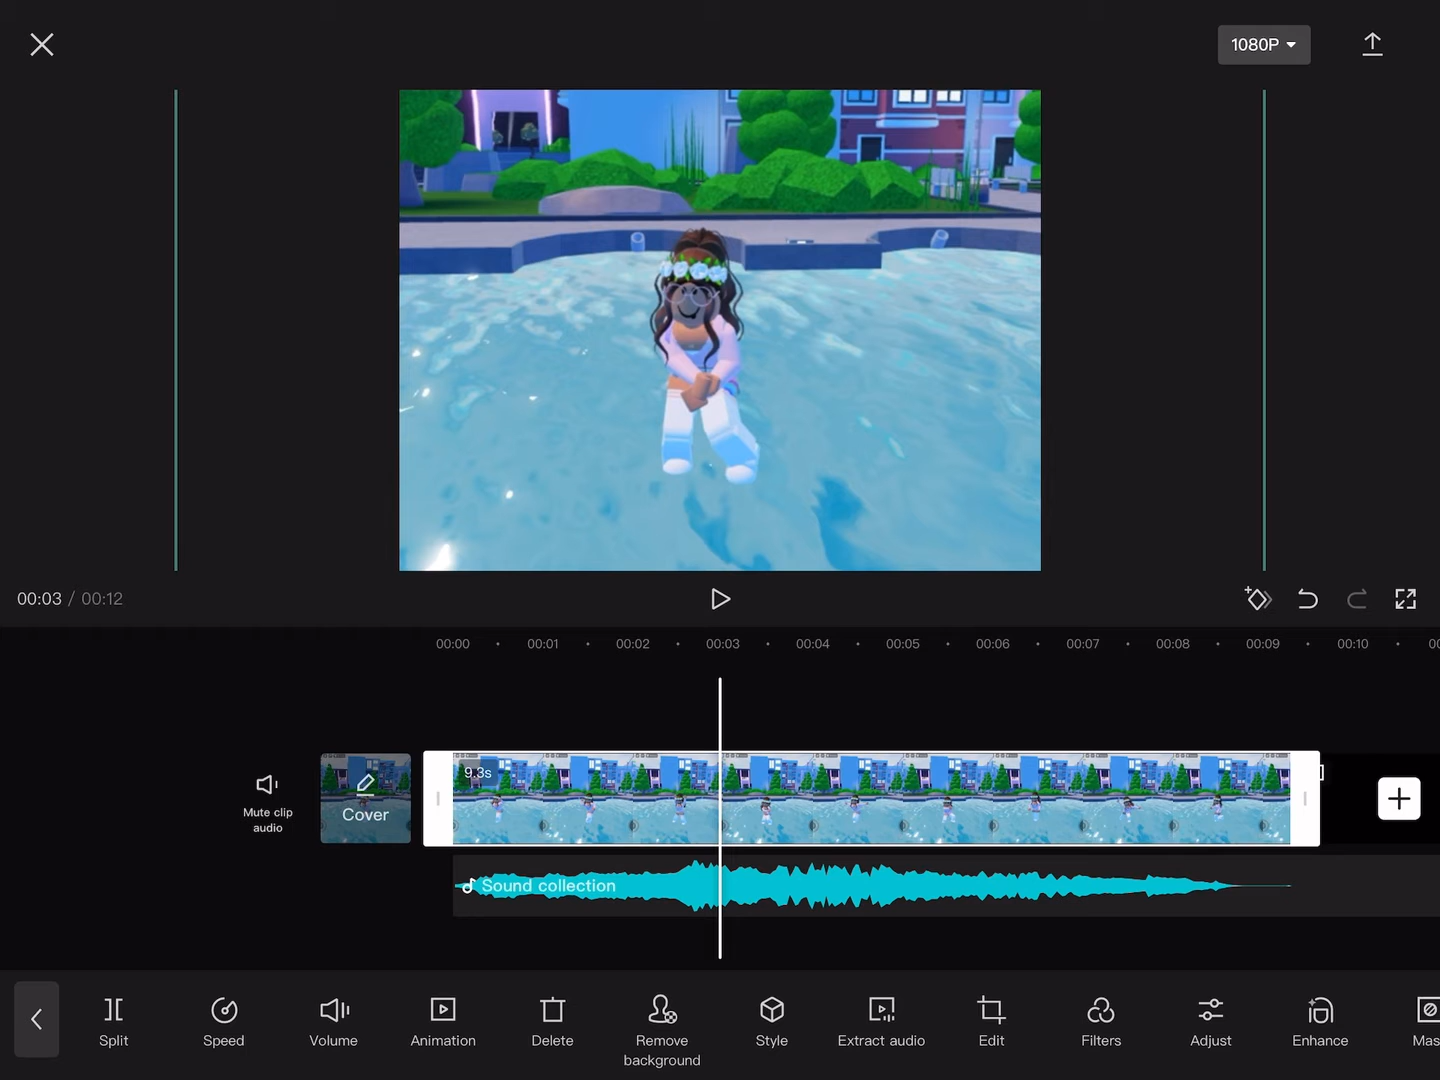 1080P
00:03 / 00:12
00:00 00:01 00:02 00:03 00:04 00:05 00:06 00:07 00:08 00:09 00:10
9.3s
Mute clip
audio
Cover
Sound collection
Split Speed Volume Animation Delete Remove
background Style Extract audio Edit Filters Adjust Enhance Mas